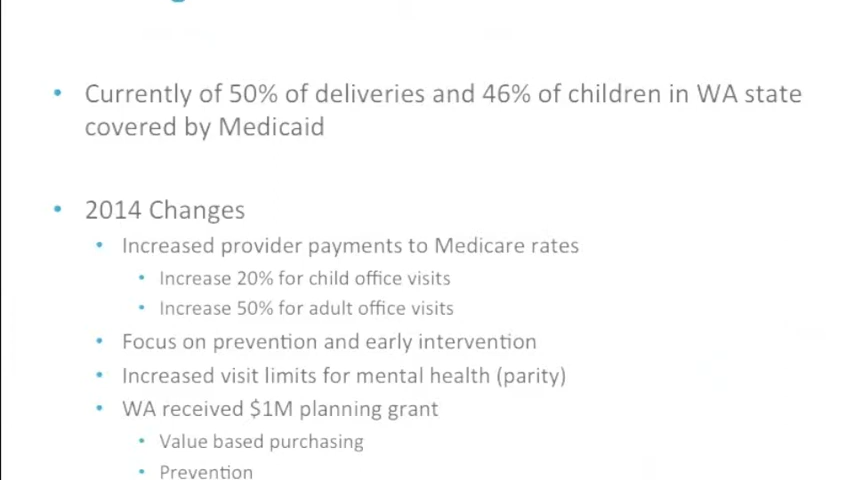 • Currently of 50% of deliveries and 46% of children in WA state
covered by Medicaid
• 2014 Changes
• Increased provider payments to Medicare rates
• Increase 20% for child office visits
• Increase 50% for adult office visits
• Focus on prevention and early intervention
• Increased visit limits for mental health (parity)
• WA received $1M planning grant
• Value based purchasing
• Prevention